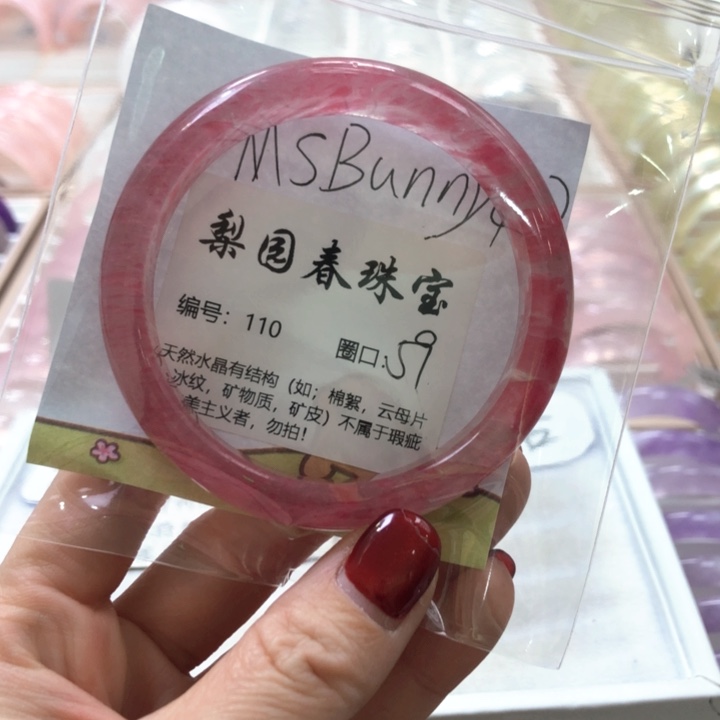 MSBunny
梨园春珠宝
编号：110
圈口：59
天然水晶有结构（如；棉絮，云母片
冰纹，矿物质，矿皮）不属于瑕疵
美主义者，勿拍！